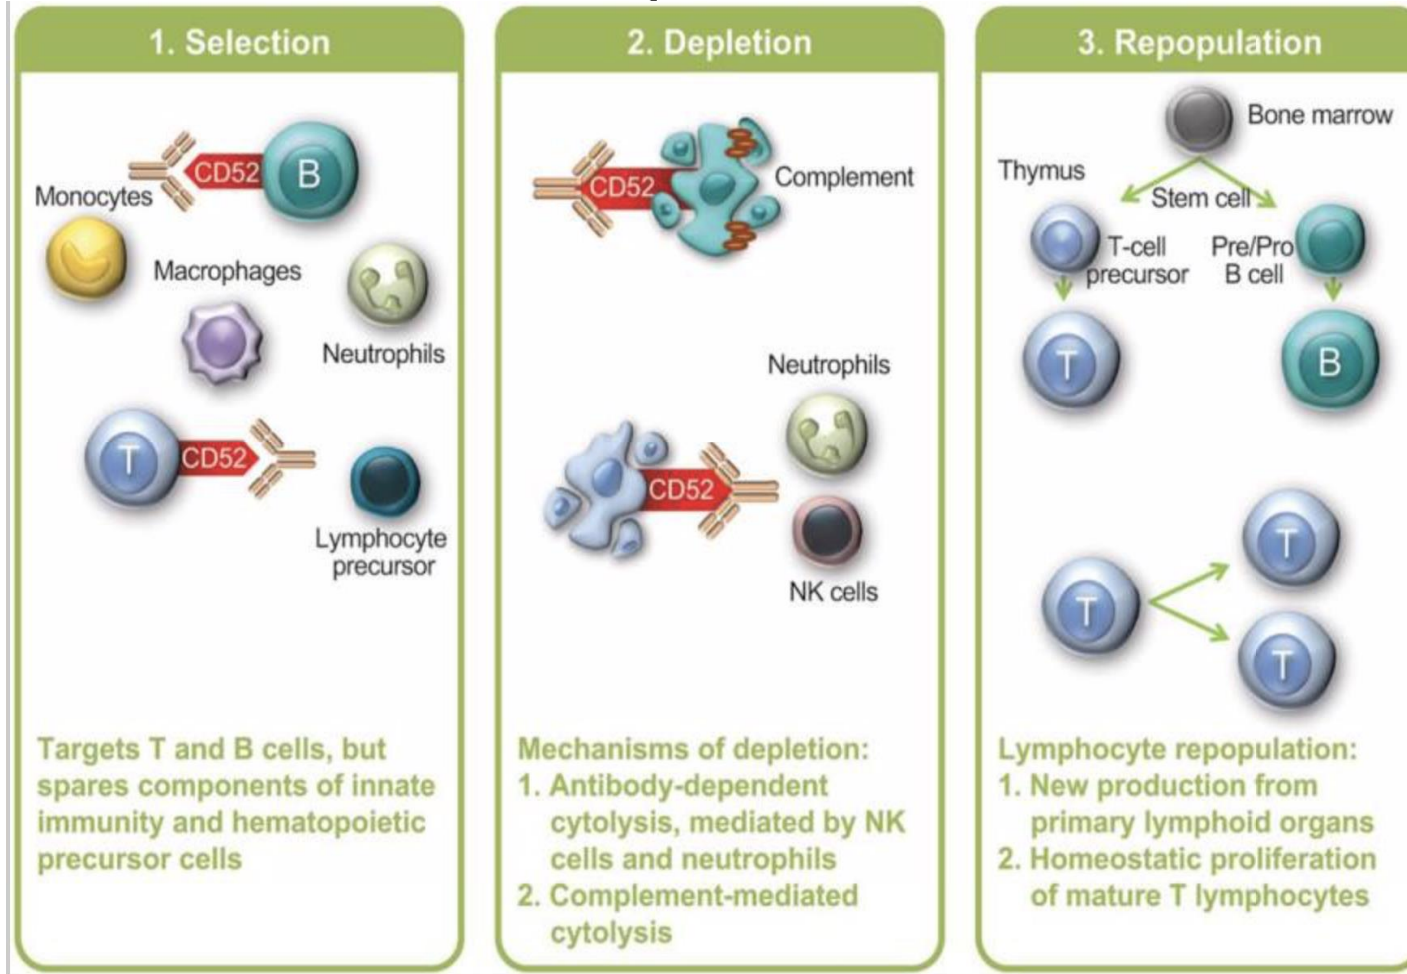 1. Selection
CD52
B
Monocytes
Macrophages
Neutrophils
T
CD52
Lymphocyte
precursor
Targets T and B cells, but
spares components of innate
immunity and hematopoietic
precursor cells
2. Depletion
CD52
Complement
Neutrophils
CD52
NK cells
Mechanisms of depletion:
1. Antibody-dependent
cytolysis, mediated by NK
cells and neutrophils
2. Complement-mediated
cytolysis
3. Repopulation
Bone marrow
Thymus
Stem cell
T-cell
precursor
Pre/Pro
B cell
T
B
T
T
T
Lymphocyte repopulation:
1. New production from
primary lymphoid organs
2. Homeostatic proliferation
of mature T lymphocytes